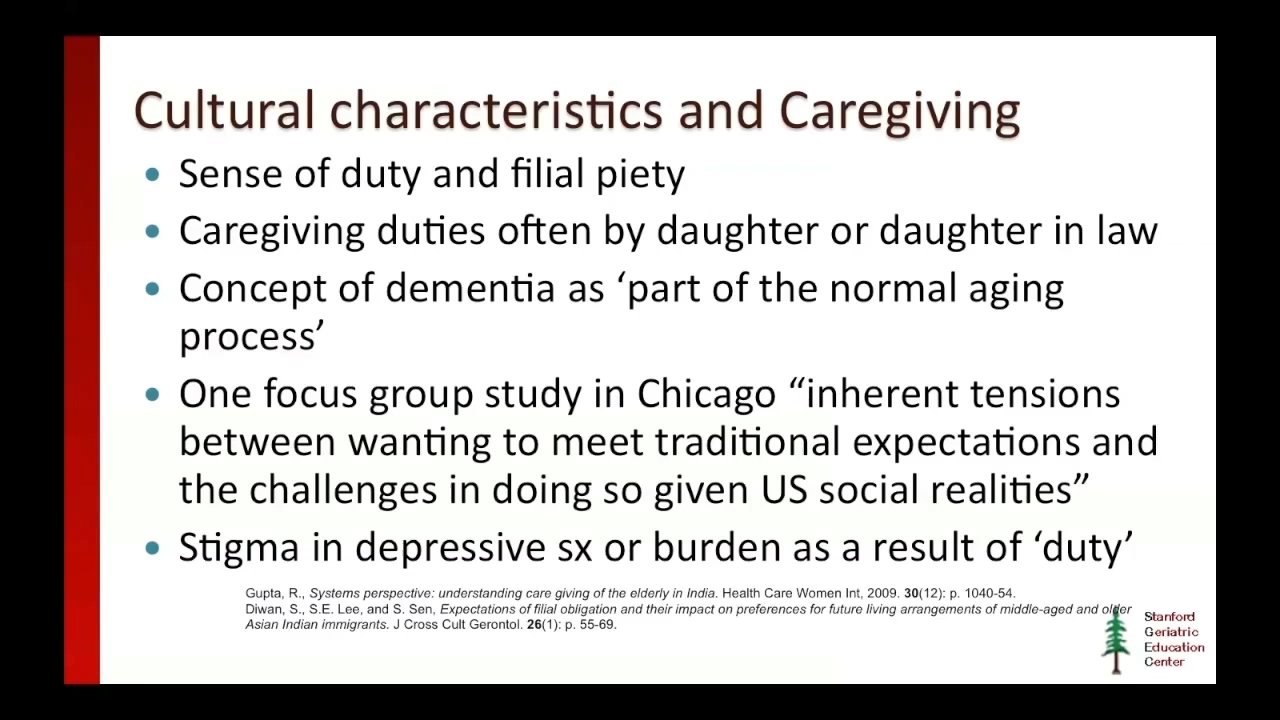 Cultural characteristics and Caregiving
• Sense of duty and filial piety
• Caregiving duties often by daughter or daughter in law
• Concept of dementia as ‘part of the normal aging
process’
• One focus group study in Chicago “inherent tensions
between wanting to meet traditional expectations and
the challenges in doing so given US social realities”
• Stigma in depressive sx or burden as a result of ‘duty’
Gupta, R., Systems perspective: understanding care giving of the elderly in India. Health Care Women Int, 2009. 30(12): p. 1040-54.
Diwan, S., S.E. Lee, and S. Sen, Expectations of filial obligation and their impact on preferences for future living arrangements of middle-aged and older
Asian Indian immigrants. J Cross Cult Gerontol. 26(1): p. 55-69.
Stanford
Geriatric
Education
Center